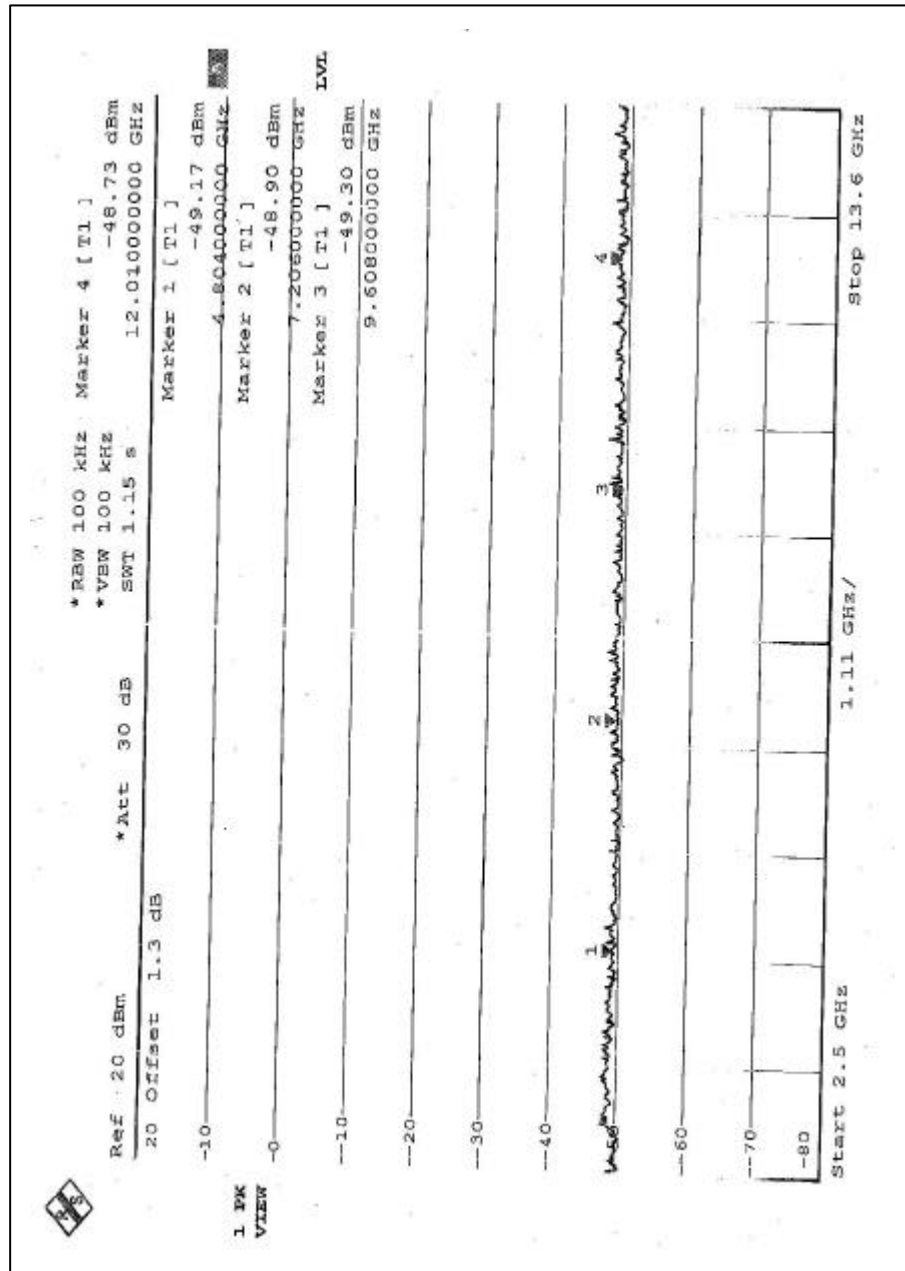 *RBW 100 kHz Marker 4 [T1 ]
*VBW 100 kHz -48.73 dBm
Ref 20 dBm *Att 30 dB SWT 1.15 s 12.010000000 GHz
20 Offset 1.3 dB
Marker 1 [T1 ]
-49.17 dBm
4.804000000 GHz
Marker 2 [T1 ]
-48.90 dBm
7.206000000 GHz
Marker 3 [T1 ]
-49.30 dBm
9.608000000 GHz
1 PK
VIEW
LVL
10
0
-10
-20
-30
-40
-50
-60
-70
-80
1
2
3
4
Start 2.5 GHz 1.11 GHz/ Stop 13.6 GHz